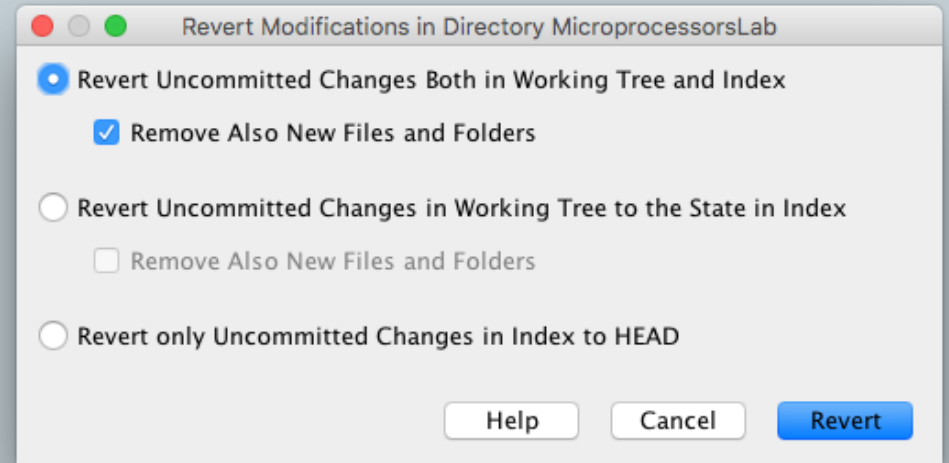 Revert Modifications in Directory MicroprocessorsLab
Revert Uncommitted Changes Both in Working Tree and Index
Remove Also New Files and Folders
Revert Uncommitted Changes in Working Tree to the State in Index
Remove Also New Files and Folders
Revert only Uncommitted Changes in Index to HEAD
Help Cancel Revert